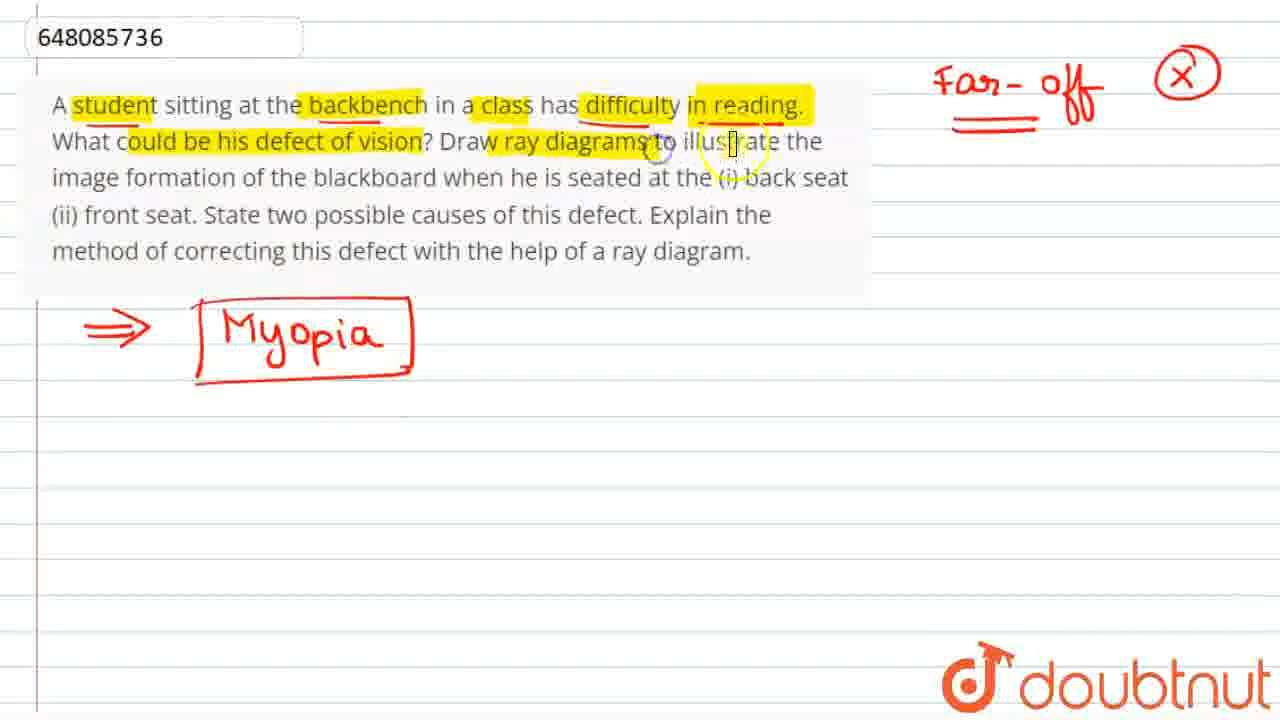 648085736
Far-off X
A student sitting at the backbench in a class has difficulty in reading.
What could be his defect of vision? Draw ray diagrams to illustrate the
image formation of the blackboard when he is seated at the (i) back seat
(ii) front seat. State two possible causes of this defect. Explain the
method of correcting this defect with the help of a ray diagram.
⇒ Myopia
doubtnut